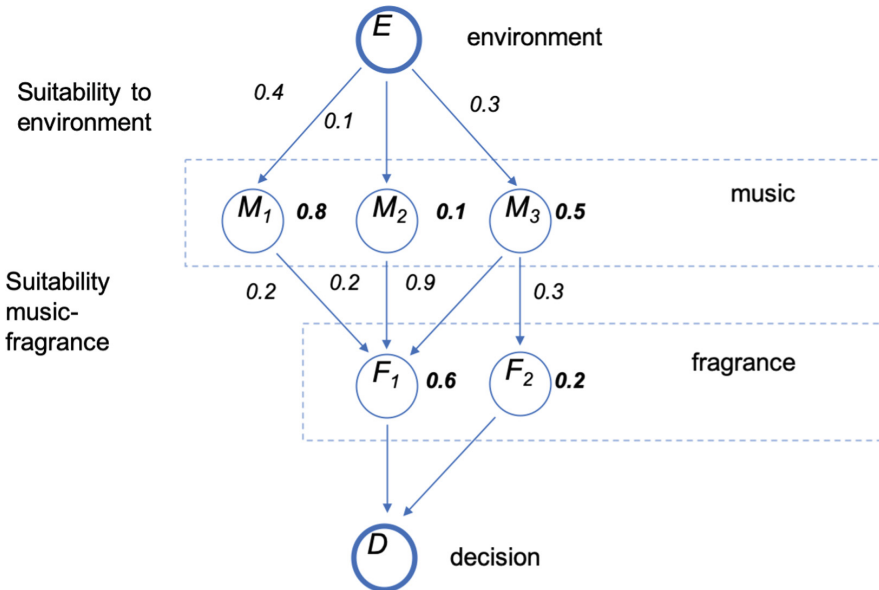 E environment
Suitability to
environment
0.4
0.1
0.3
music
M1 0.8 M2 0.1 M3 0.5
Suitability
music-
fragrance
0.2 0.2 0.9 0.3
fragrance
F1 0.6 F2 0.2
D decision